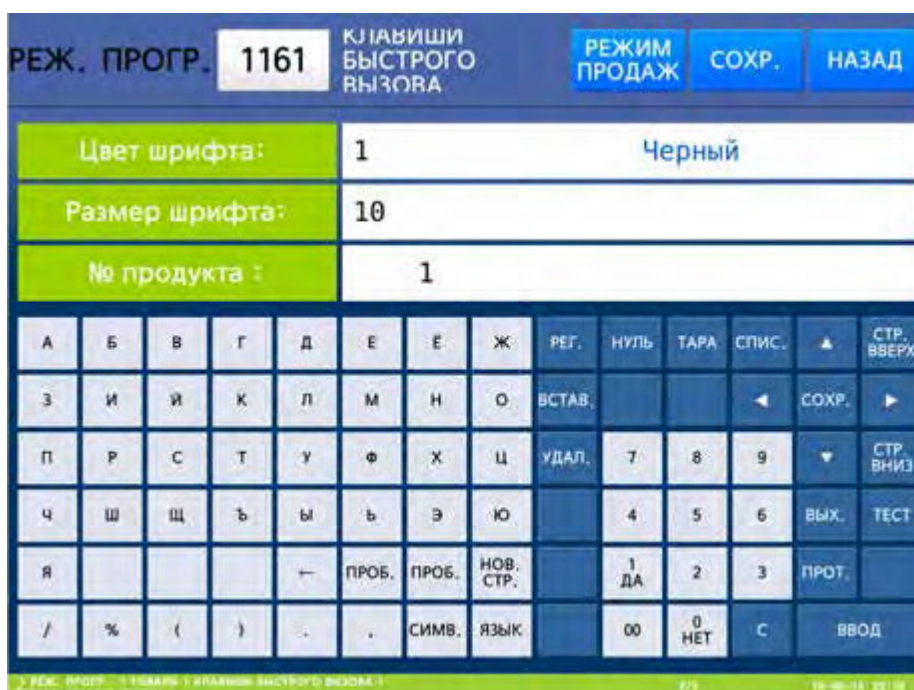 РЕЖ. ПРОГР. 1161 КЛАВИШИ БЫСТРОГО ВЫЗОВА РЕЖИМ ПРОДАЖ СОХР. НАЗАД
Цвет шрифта: 1 Черный
Размер шрифта: 10
№ продукта : 1
А Б В Г Д Е Ё Ж РЕГ. НУЛЬ ТАРА СПИС. ▲ СТР. ВВЕРХ
З И Й К Л М Н О ВСТАВ. ◀ СОХР. ▶
П Р С Т У Ф Х Ц УДАЛ. 7 8 9 ▼ СТР. ВНИЗ
Ч Ш Щ Ъ Ы Ь Э Ю 4 5 6 ВЫХ. ТЕСТ
Я ← ПРОБ. ПРОБ. НОВ. СТР. 1 ДА 2 3 ПРОТ.
/ % ( ) . , СИМВ. ЯЗЫК 00 0 НЕТ С ВВОД